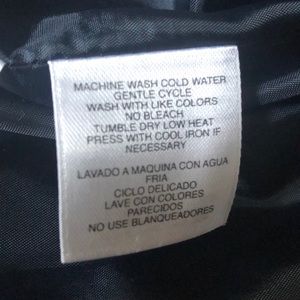 MACHINE WASH COLD WATER
GENTLE CYCLE
WASH WITH LIKE COLORS
NO BLEACH
TUMBLE DRY LOW HEAT
PRESS WITH COOL IRON IF
NECESSARY
LAVADO A MAQUINA CON AGUA
FRIA
CICLO DELICADO
LAVE CON COLORES
PARECIDOS
NO USE BLANQUEADORES